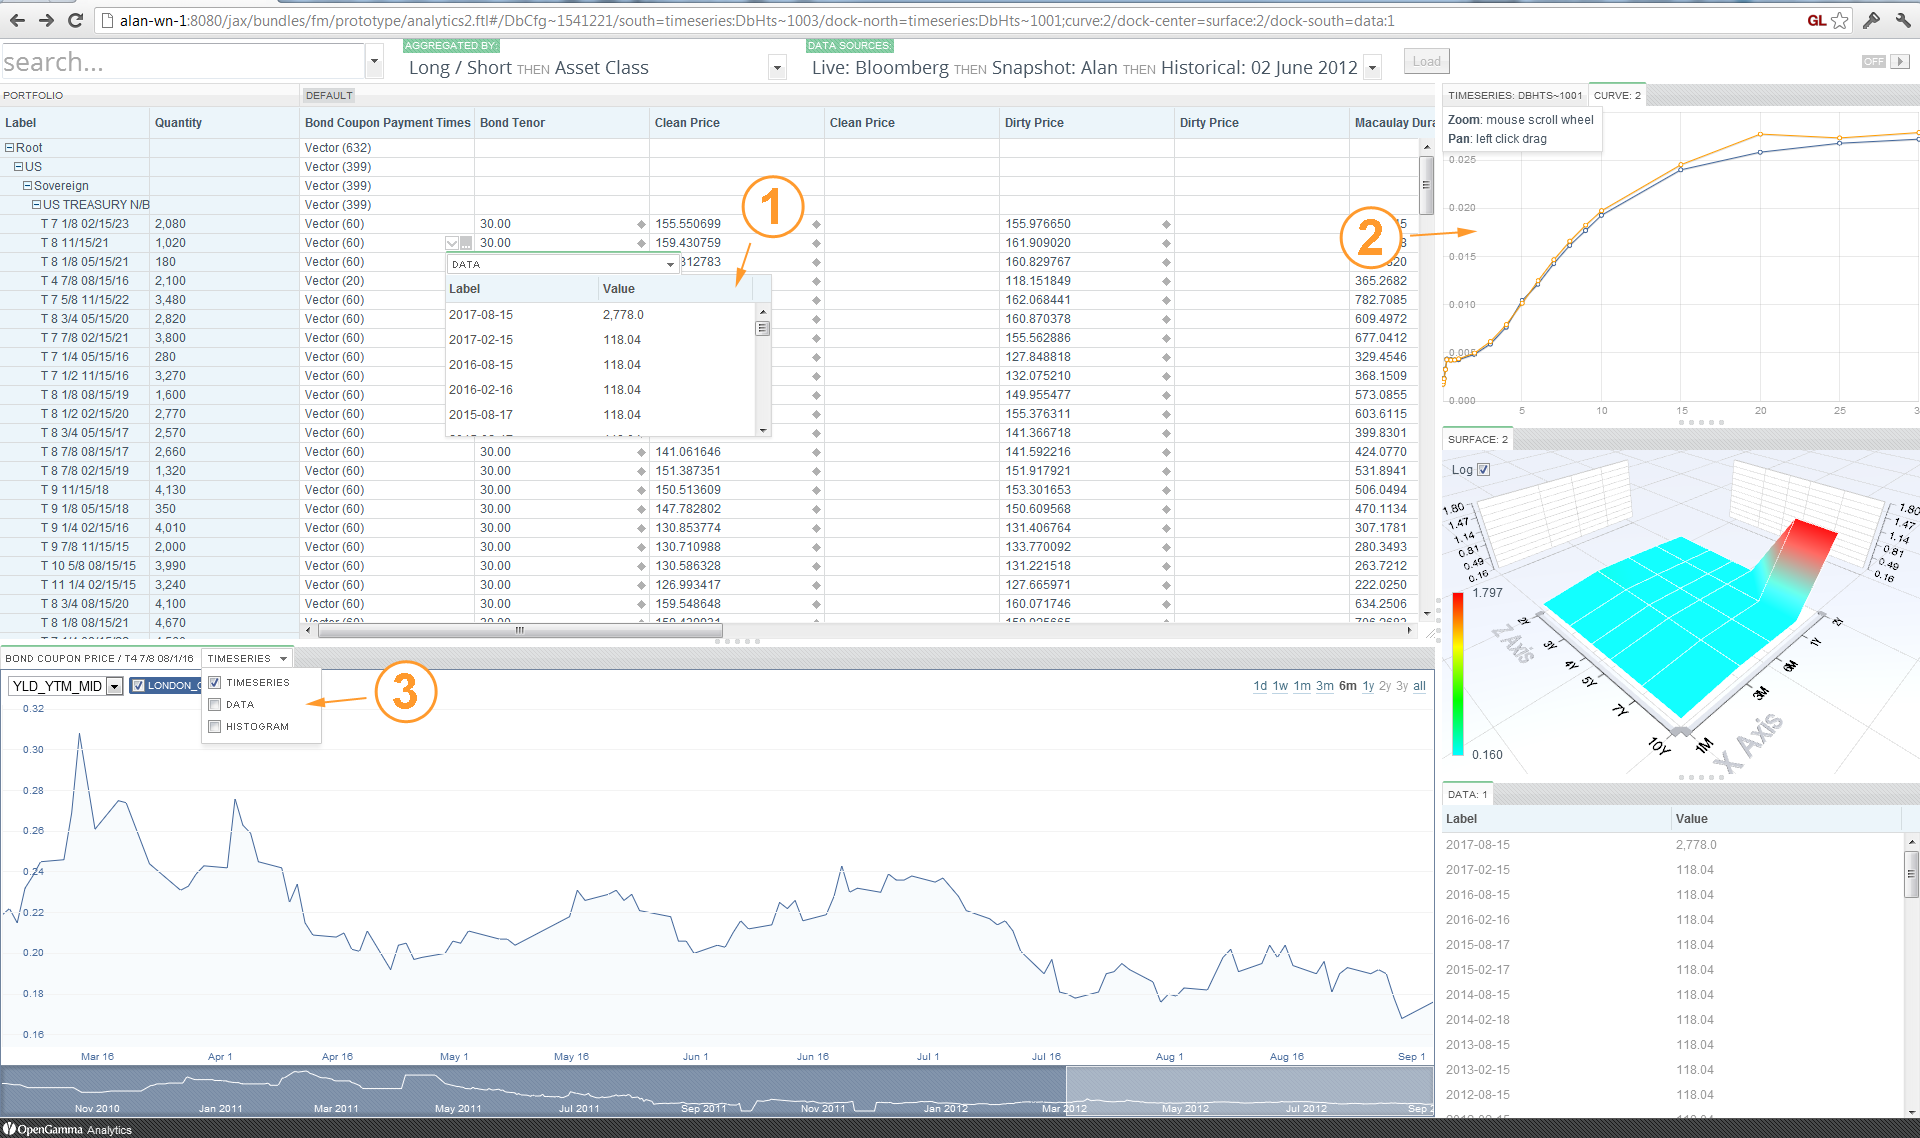 alan-wn-1:8080/jax/bundles/fm/prototype/analytics2.ftl#/DbCfg~1541221/south=timeseries:DbHts~1003/dock-north=timeseries:DbHts~1001;curve:2/dock-center=surface:2/dock-south=data:1
GL
search...
AGGREGATED BY:
Long / Short THEN Asset Class
DATA SOURCES:
Live: Bloomberg THEN Snapshot: Alan THEN Historical: 02 June 2012
Load
OFF
PORTFOLIO
DEFAULT
Label Quantity Bond Coupon Payment Times Bond Tenor Clean Price Clean Price Dirty Price Dirty Price Macaulay Dura
Root Vector (632)
US Vector (399)
Sovereign Vector (399)
US TREASURY N/B Vector (399)
T 7 1/8 02/15/23 2,080 Vector (60) 30.00 155.550699 155.976650
T 8 11/15/21 1,020 Vector (60) 30.00 159.430759 161.909020
T 8 1/8 05/15/21 180 Vector (60) 312783 160.829767
T 4 7/8 08/15/16 2,100 Vector (20) 118.151849 365.2682
T 7 5/8 11/15/22 3,480 Vector (60) 162.068441 782.7085
T 8 3/4 05/15/20 2,820 Vector (60) 160.870378 609.4972
T 7 7/8 02/15/21 3,800 Vector (60) 155.562886 677.0412
T 7 1/4 05/15/16 280 Vector (60) 127.848818 329.4546
T 7 1/2 11/15/16 3,270 Vector (60) 132.075210 368.1509
T 8 1/8 08/15/19 1,600 Vector (60) 149.955477 573.0855
T 8 1/2 02/15/20 2,770 Vector (60) 155.376311 603.6115
T 8 3/4 05/15/17 2,570 Vector (60) 141.366718 399.8301
T 8 7/8 08/15/17 2,660 Vector (60) 30.00 141.061646 141.592216 424.0770
T 8 7/8 02/15/19 1,320 Vector (60) 30.00 151.387351 151.917921 531.8941
T 9 11/15/18 4,130 Vector (60) 30.00 150.513609 153.301653 506.0494
T 9 1/8 05/15/18 350 Vector (60) 30.00 147.782802 150.609568 470.1134
T 9 1/4 02/15/16 4,010 Vector (60) 30.00 130.853774 131.406764 307.1781
T 9 7/8 11/15/15 2,000 Vector (60) 30.00 130.710988 133.770092 280.3493
T 10 5/8 08/15/15 3,990 Vector (60) 30.00 130.586328 131.221518 263.7212
T 11 1/4 02/15/15 3,240 Vector (60) 30.00 126.993417 127.665971 222.0250
T 8 3/4 08/15/20 4,100 Vector (60) 30.00 159.548648 160.071746 634.2506
T 8 1/8 08/15/21 4,670 Vector (60) 30.00
DATA
Label Value
2017-08-15 2,778.0
2017-02-15 118.04
2016-08-15 118.04
2016-02-16 118.04
2015-08-17 118.04
1
2
3
TIMESERIES: DBHTS~1001 CURVE: 2
Zoom: mouse scroll wheel
Pan: left click drag
0.025
0.020
0.015
0.010
0.005
0.000
5 10 15 20 25 3
SURFACE: 2
Log
1.80 1.47 1.14 0.81 0.49 0.16
1.80 1.47 1.14 0.81 0.49 0.16
1.797
0.160
Z Axis
2Y 3Y 4Y 5Y 7Y 10Y
X Axis
1M 3M 6M 1Y 2Y
DATA: 1
Label Value
2017-08-15 2,778.0
2017-02-15 118.04
2016-08-15 118.04
2016-02-16 118.04
2015-08-17 118.04
2015-02-17 118.04
2014-08-15 118.04
2014-02-18 118.04
2013-08-15 118.04
2013-02-15 118.04
2012-08-15 118.04
BOND COUPON PRICE / T4 7/8 08/1/16 TIMESERIES
TIMESERIES
DATA
HISTOGRAM
YLD_YTM_MID LONDON_
1d 1w 1m 3m 6m 1y 2y 3y all
0.32
0.30
0.28
0.26
0.24
0.22
0.20
0.18
0.16
Mar 16 Apr 1 Apr 16 May 1 May 16 Jun 1 Jun 16 Jul 1 Jul 16 Aug 1 Aug 16 Sep 1
Nov 2010 Jan 2011 Mar 2011 May 2011 Jul 2011 Sep 2011 Nov 2011 Jan 2012 Mar 2012 May 2012 Jul 2012 Sep 2
OpenGamma Analytics